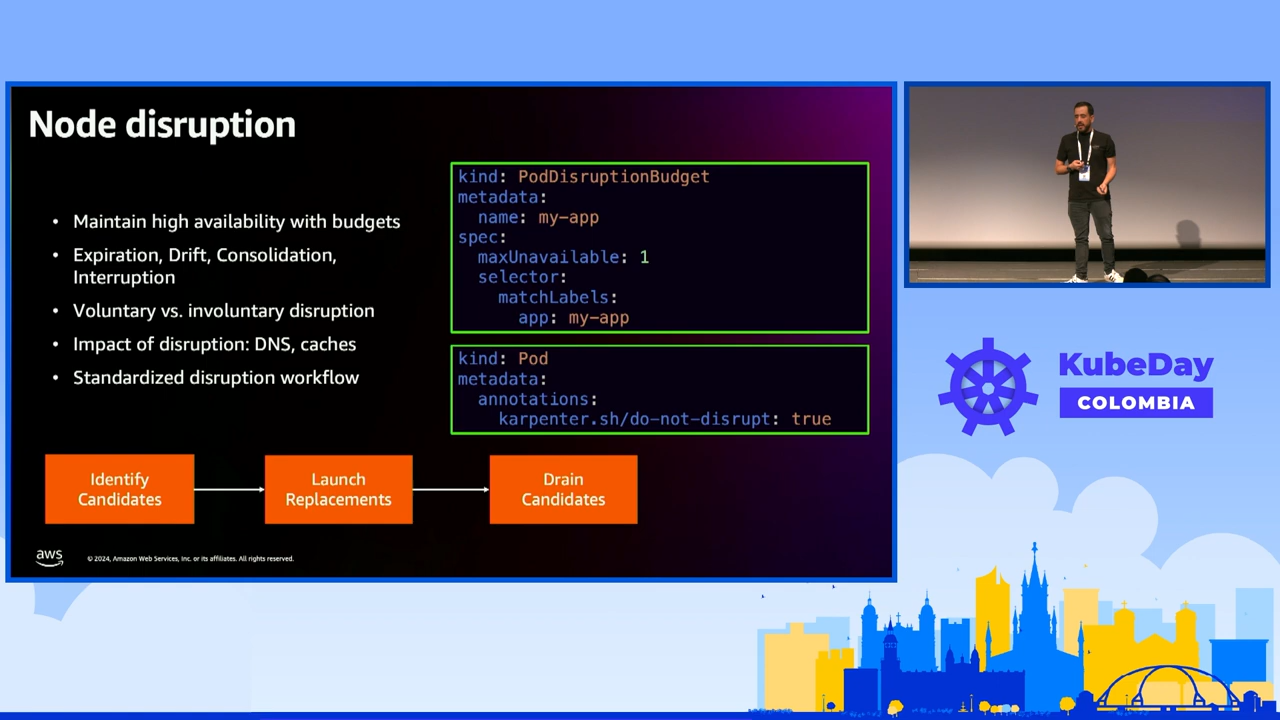 Node disruption
• Maintain high availability with budgets
• Expiration, Drift, Consolidation,
Interruption
• Voluntary vs. involuntary disruption
• Impact of disruption: DNS, caches
• Standardized disruption workflow
kind: PodDisruptionBudget
metadata:
  name: my-app
spec:
  maxUnavailable: 1
  selector:
    matchLabels:
      app: my-app
kind: Pod
metadata:
  annotations:
    karpenter.sh/do-not-disrupt: true
Identify
Candidates
Launch
Replacements
Drain
Candidates
aws
© 2024, Amazon Web Services, Inc. or its affiliates. All rights reserved.
KubeDay
COLOMBIA